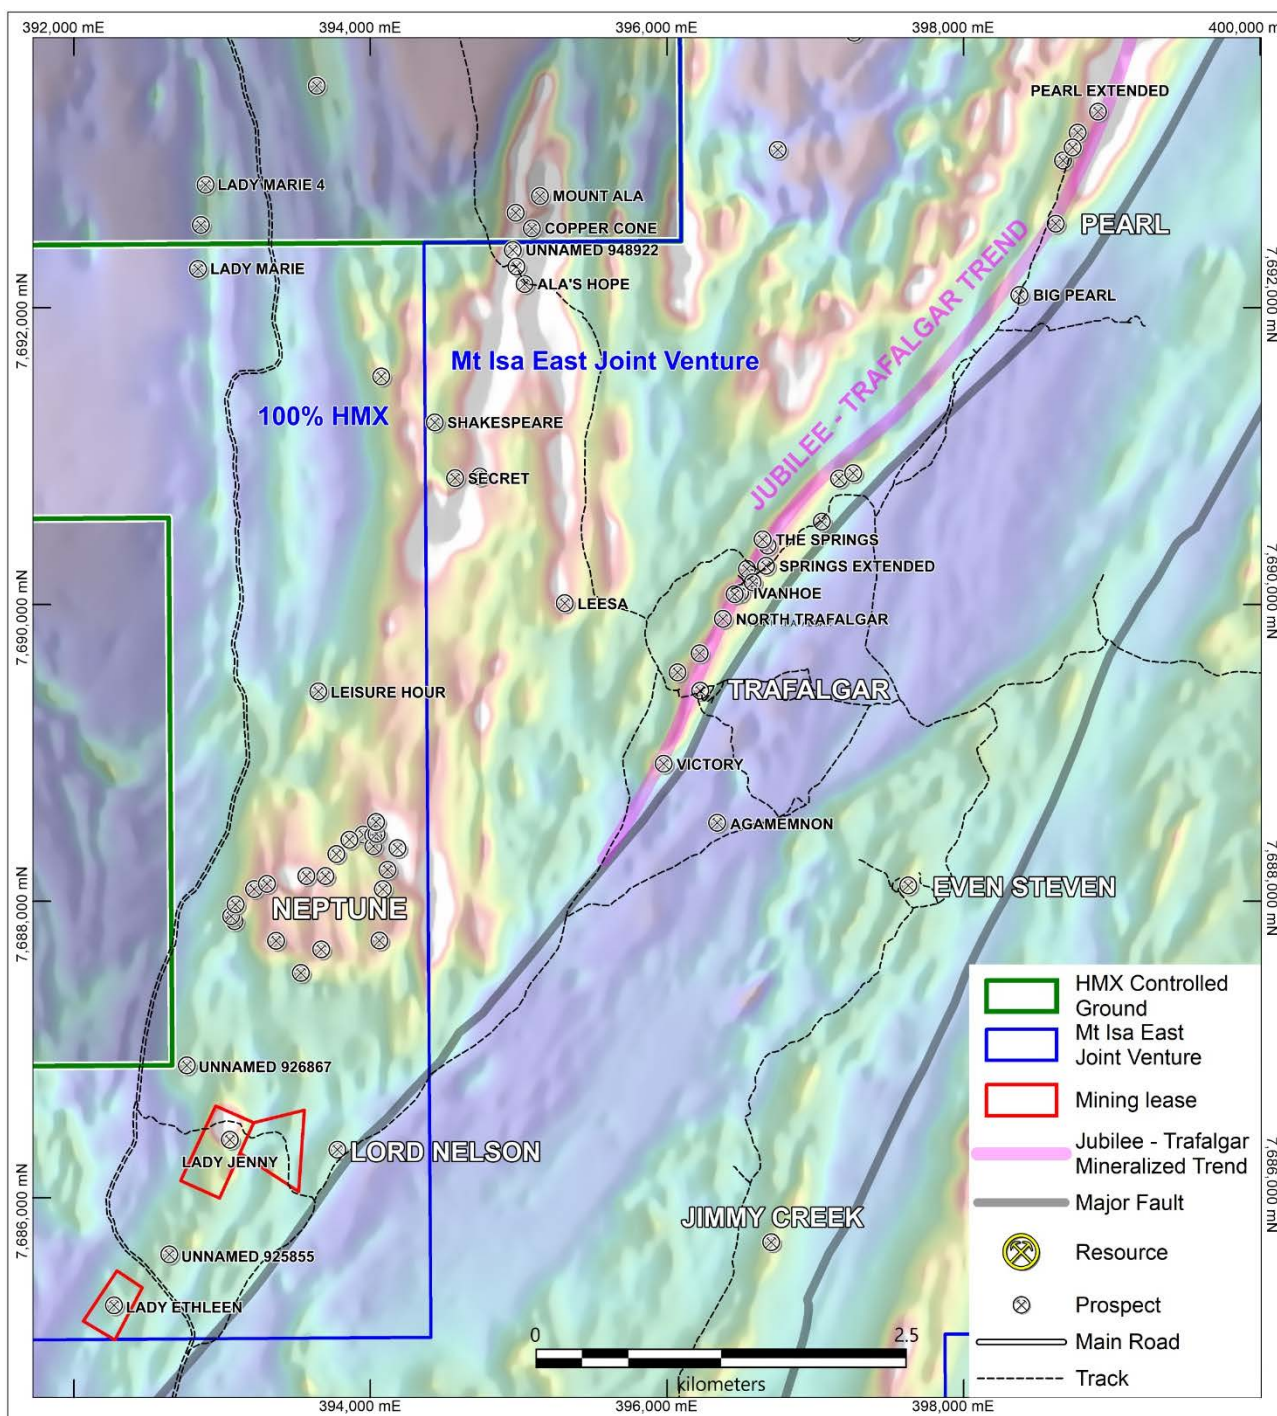 392,000 mE
394,000 mE
396,000 mE
398,000 mE
400,000 m
PEARL EXTENDED
LADY MARIE 4
MOUNT ALA
COPPER CONE
PEARL
UNNAMED 948922
LADY MARIE
ALA'S HOPE
BIG PEARL
7,692,000 mN
7,692,000 mN
JUBILEE - TRAFALGAR TREND
Mt Isa East Joint Venture
100% HMX
SHAKESPEARE
SECRET
THE SPRINGS
SPRINGS EXTENDED
IVANHOE
LEESA
NORTH TRAFALGAR
7,690,000 mN
7,690,000 mN
LEISURE HOUR
TRAFALGAR
VICTORY
AGAMEMNON
EVEN STEVEN
NEPTUNE
7,688,000 mN
7,688,000 mN
UNNAMED 926867
LORD NELSON
LADY JENNY
7,686,000 mN
7,686,000 mN
JIMMY CREEK
UNNAMED 925855
LADY ETHLEEN
HMX Controlled
Ground
Mt Isa East
Joint Venture
Mining lease
Jubilee - Trafalgar
Mineralized Trend
Major Fault
Resource
Prospect
Main Road
Track
0
2.5
kilometers
394,000 mE
396,000 mE
398,000 mE